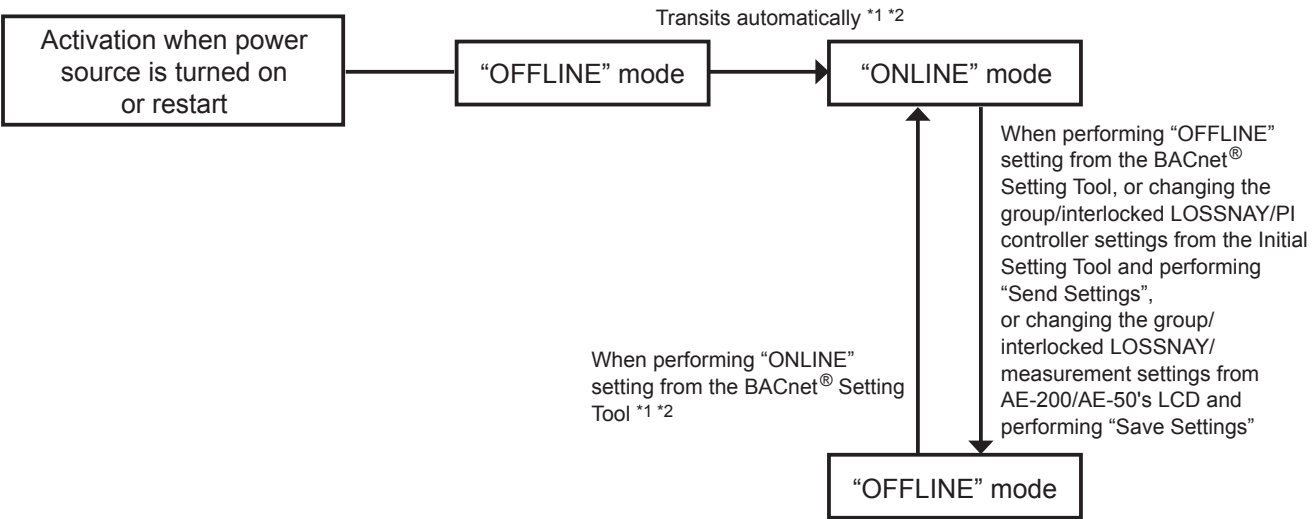 Transits automatically *1 *2
Activation when power
source is turned on
or restart
“OFFLINE” mode
“ONLINE” mode
When performing “OFFLINE”
setting from the BACnet®
Setting Tool, or changing the
group/interlocked LOSSNAY/PI
controller settings from the Initial
Setting Tool and performing
“Send Settings”,
or changing the group/
interlocked LOSSNAY/
measurement settings from
AE-200/AE-50's LCD and
performing “Save Settings”
When performing “ONLINE”
setting from the BACnet® Setting
Tool *1 *2
“OFFLINE” mode